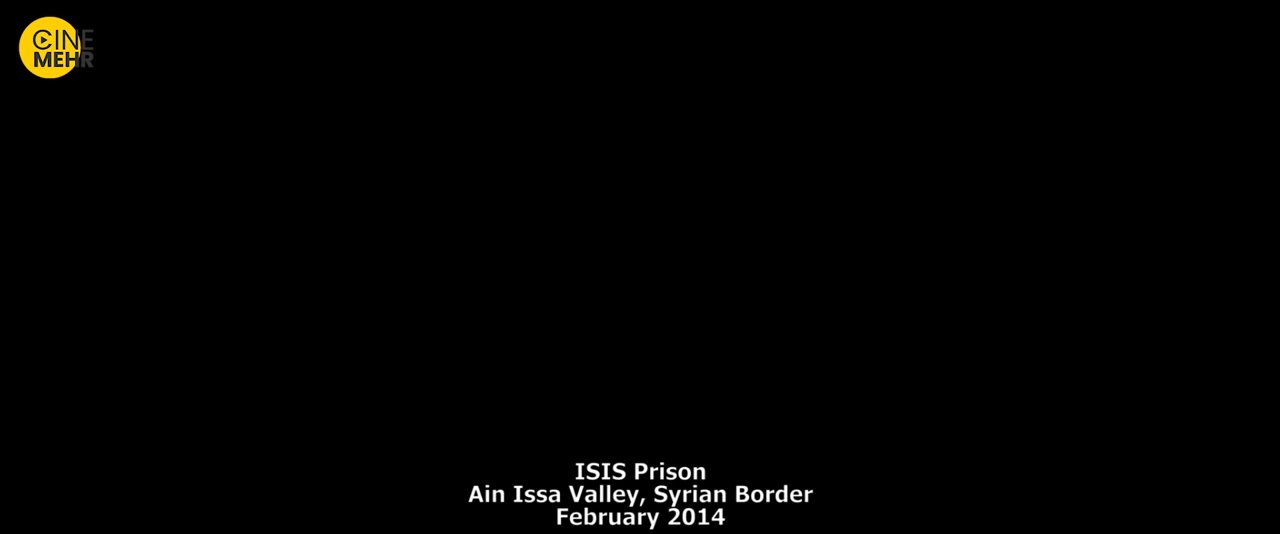 CINE
MEHR
ISIS Prison
Ain Issa Valley, Syrian Border
February 2014